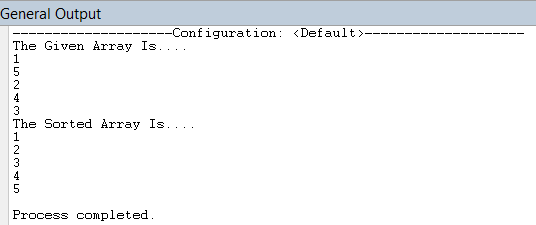 General Output
--------------------Configuration: <Default>--------------------
The Given Array Is....
1
5
2
4
3
The Sorted Array Is....
1
2
3
4
5
Process completed.